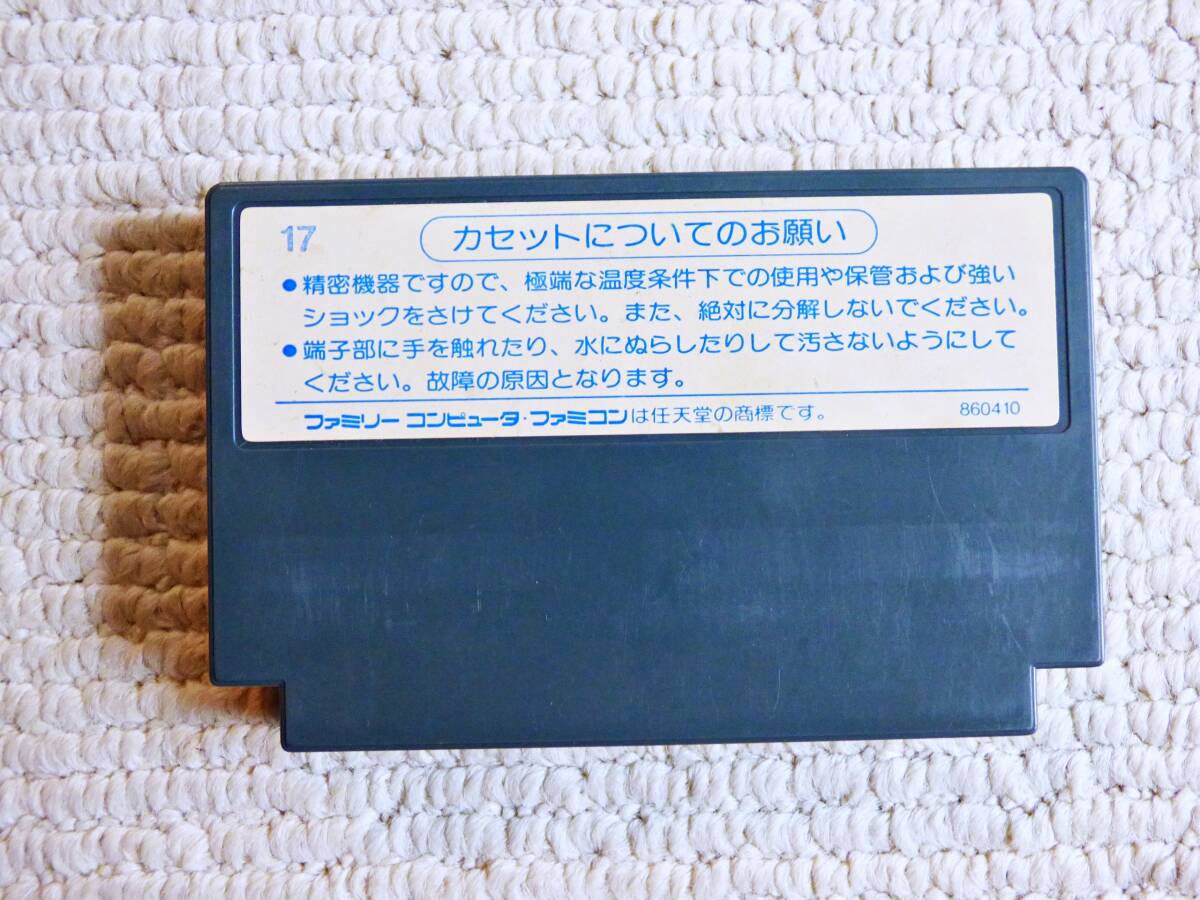 17
カセットについてのお願い
●精密機器ですので、極端な温度条件下での使用や保管および強い
ショックをさけてください。また、絶対に分解しないでください。
●端子部に手を触れたり、水にぬらしたりして汚さないようにして
ください。故障の原因となります。
ファミリー コンピュータ・ファミコンは任天堂の商標です。
860410